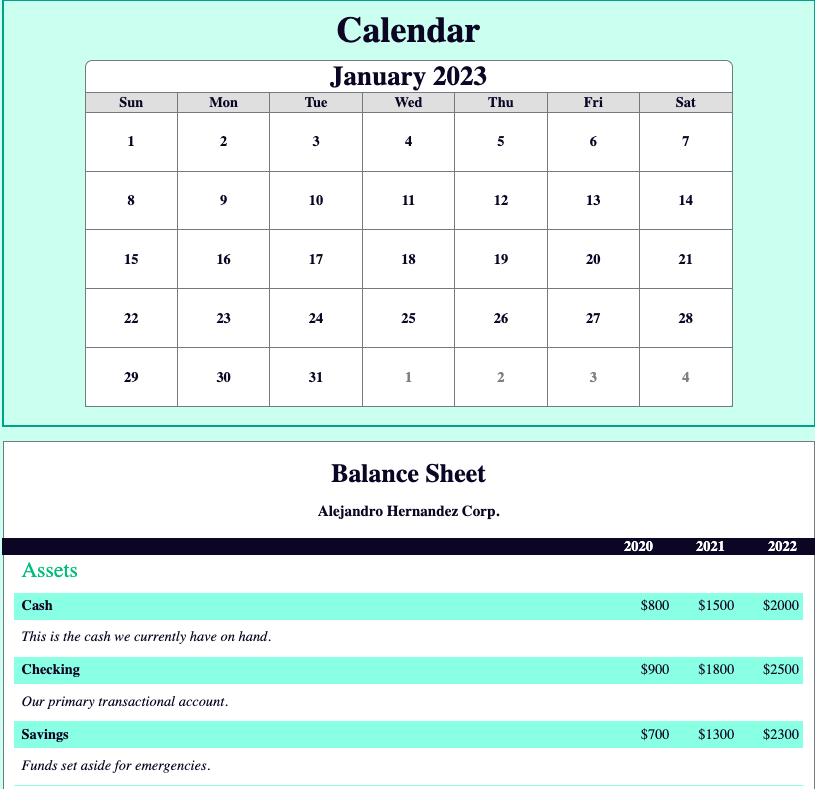 Calendar
January 2023
Sun Mon Tue Wed Thu Fri Sat
1 2 3 4 5 6 7
8 9 10 11 12 13 14
15 16 17 18 19 20 21
22 23 24 25 26 27 28
29 30 31 1 2 3 4
Balance Sheet
Alejandro Hernandez Corp.
2020 2021 2022
Assets
Cash $800 $1500 $2000
This is the cash we currently have on hand.
Checking $900 $1800 $2500
Our primary transactional account.
Savings $700 $1300 $2300
Funds set aside for emergencies.